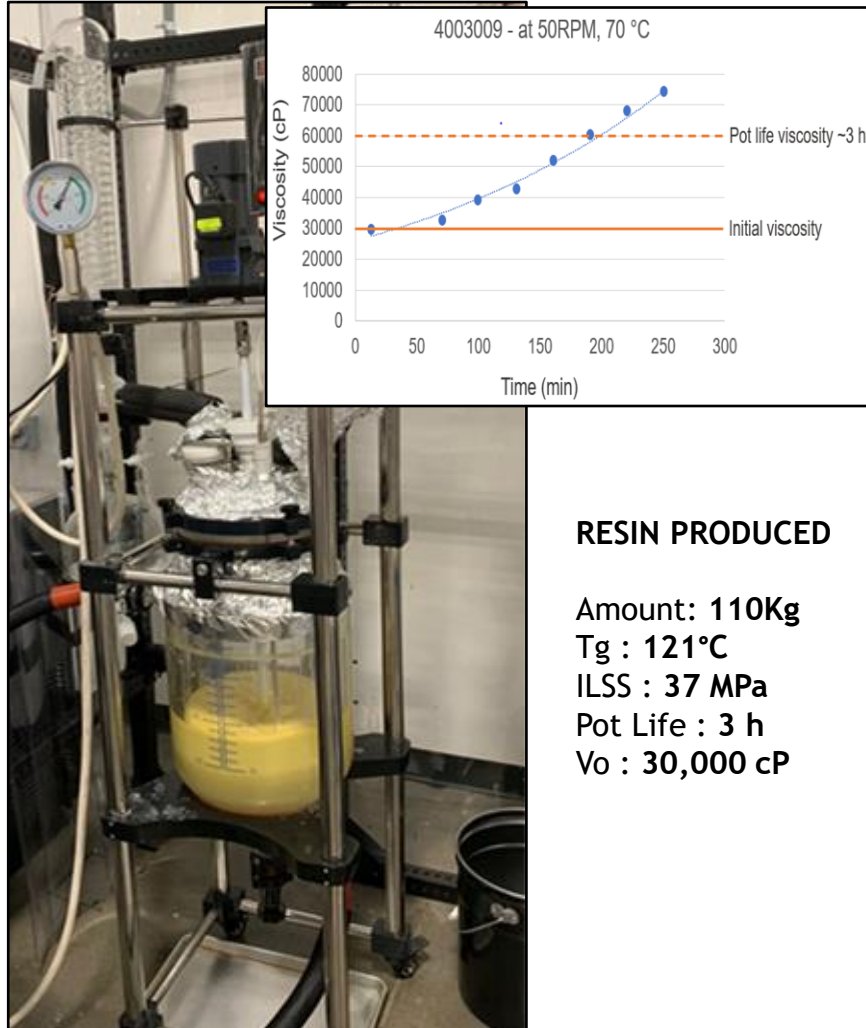 4003009 - at 50RPM, 70 °C
Viscosity (cP)
80000
70000
60000
50000
40000
30000
20000
10000
0
0 50 100 150 200 250 300
Time (min)
Pot life viscosity ~3 h
Initial viscosity
RESIN PRODUCED
Amount: 110Kg
Tg : 121°C
ILSS : 37 MPa
Pot Life : 3 h
Vo : 30,000 cP